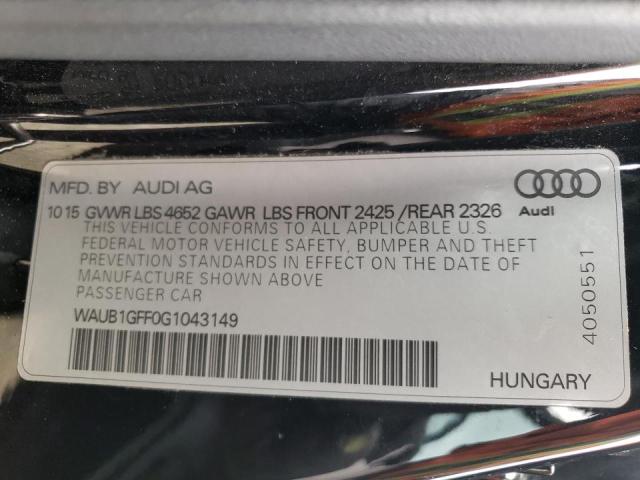 MFD. BY AUDI AG
10 15 GVWR LBS 4652 GAWR LBS FRONT 2425 / REAR 2326
Audi
THIS VEHICLE CONFORMS TO ALL APPLICABLE U.S.
FEDERAL MOTOR VEHICLE SAFETY, BUMPER AND THEFT
PREVENTION STANDARDS IN EFFECT ON THE DATE OF
MANUFACTURE SHOWN ABOVE
PASSENGER CAR
WAUB1GFF0G1043149
4050551
HUNGARY